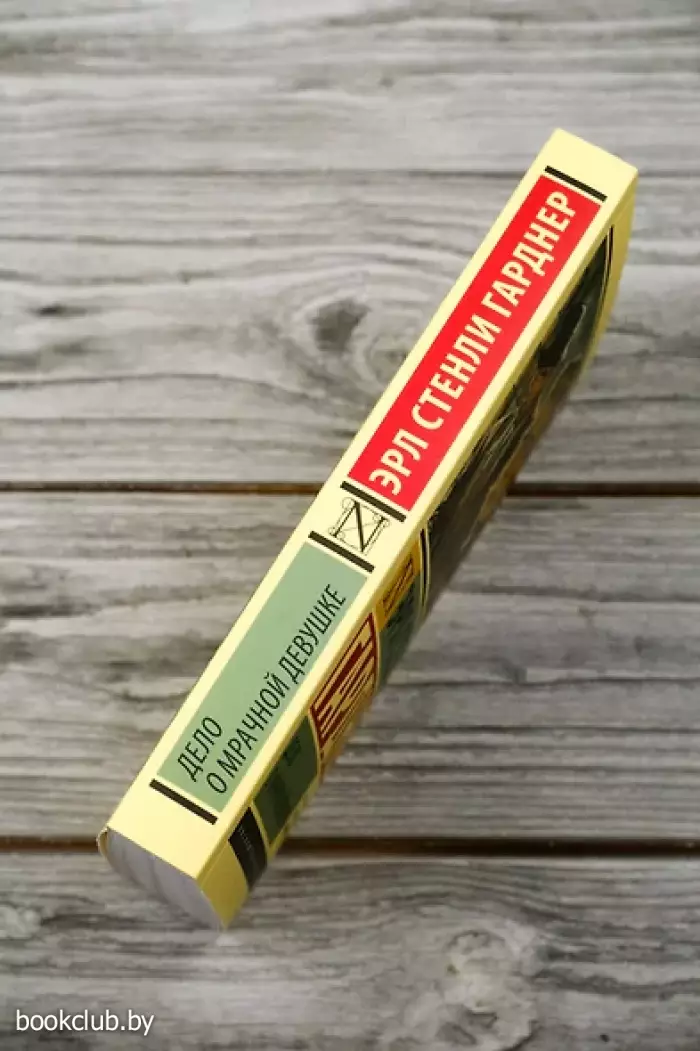 ЭРЛ СТЕНЛИ ГАРДНЕР
ДЕЛО
О МРАЧНОЙ ДЕВУШКЕ
bookclub.by